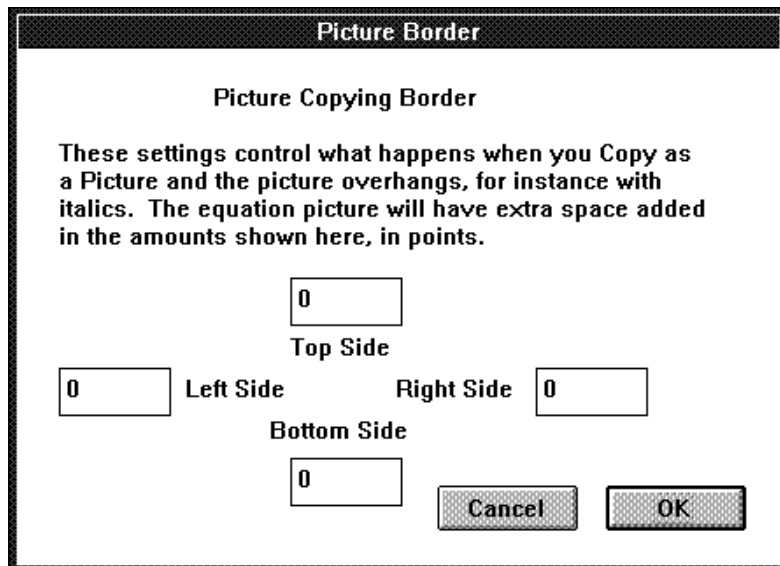 Picture Border
Picture Copying Border
These settings control what happens when you Copy as
a Picture and the picture overhangs, for instance with
italics.  The equation picture will have extra space added
in the amounts shown here, in points.
0
Top Side
0 Left Side Right Side 0
Bottom Side
0
Cancel OK